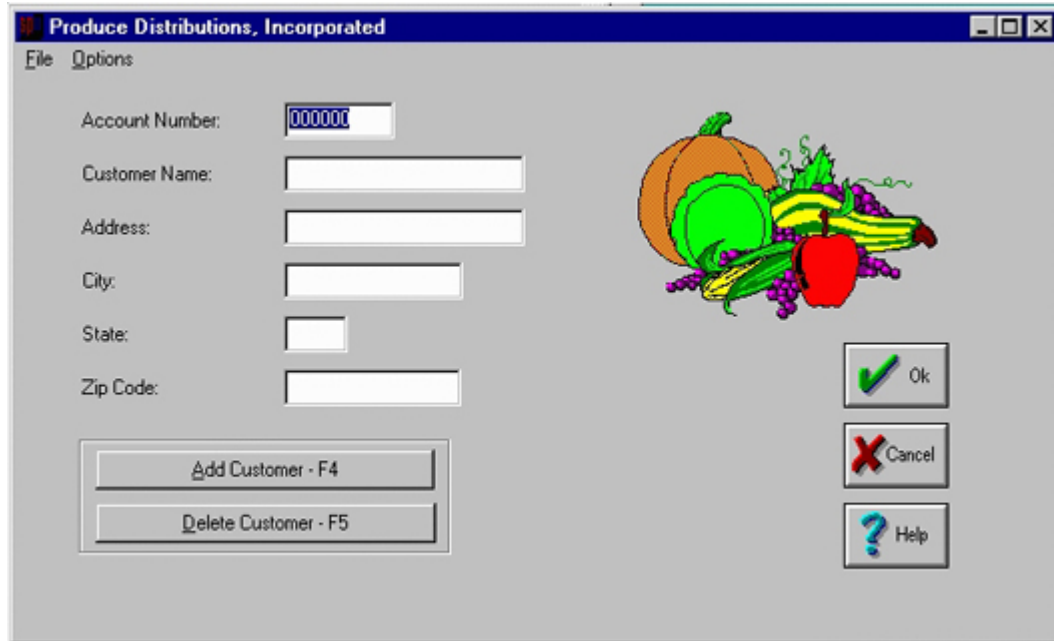 Produce Distributions, Incorporated
File Options
Account Number: 000000
Customer Name:
Address:
City:
State:
Zip Code:
Add Customer - F4
Delete Customer - F5
Ok
Cancel
Help